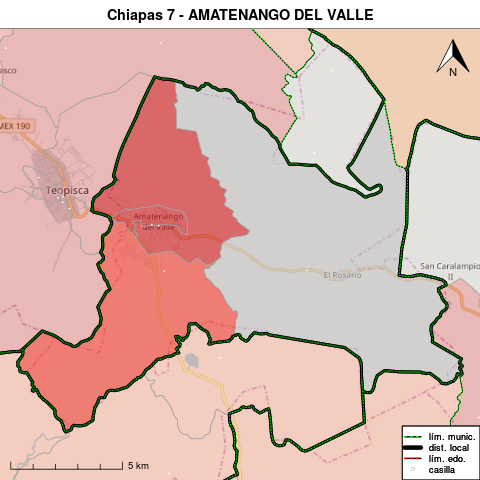 Chiapas 7 - AMATENANGO DEL VALLE
N
isco
MEX 190
Teopisca
Amatenango
del Valle
El Rosario
San Caralampio
II
5 km
lím. munic.
dist. local
lím. edo.
casilla